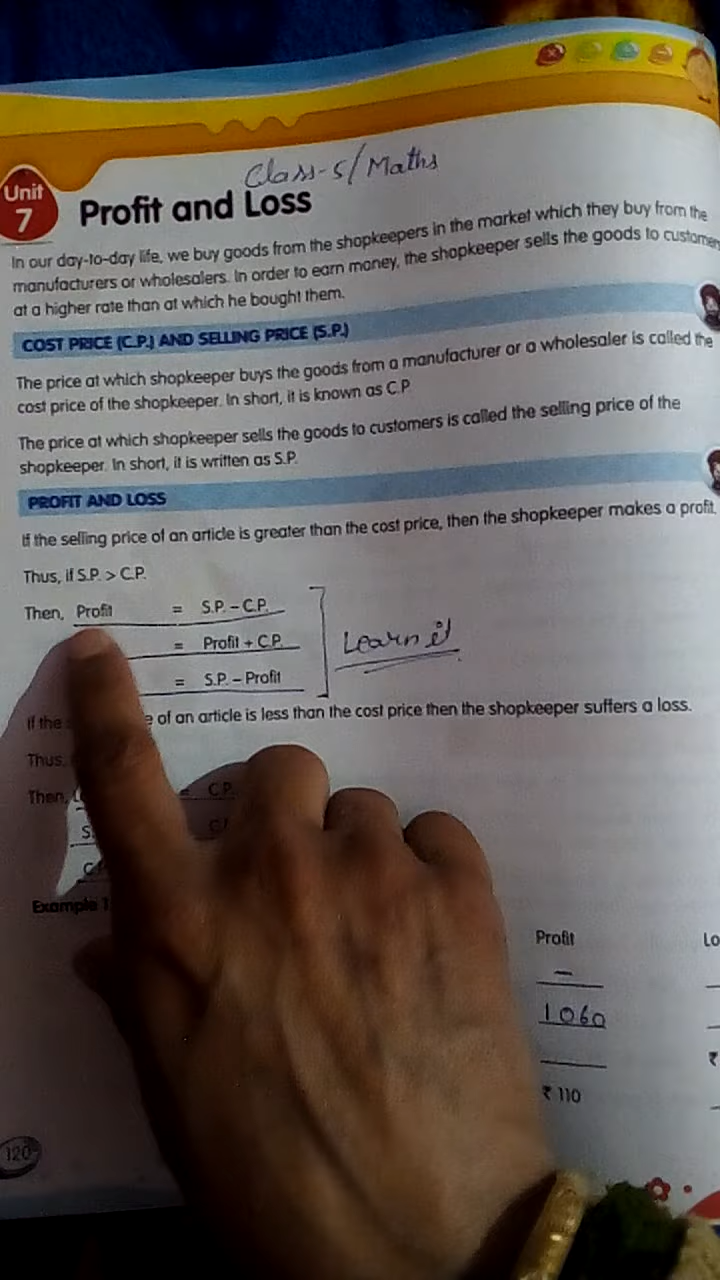 Class-5/Maths
Unit
7
Profit and Loss
In our day-to-day life, we buy goods from the shopkeepers in the market which they buy from the
manufacturers or wholesalers. In order to earn money, the shopkeeper sells the goods to customers
at a higher rate than at which he bought them.
COST PRICE (C.P.) AND SELLING PRICE (S.P.)
The price at which shopkeeper buys the goods from a manufacturer or a wholesaler is called the
cost price of the shopkeeper. In short, it is known as C.P.
The price at which shopkeeper sells the goods to customers is called the selling price of the
shopkeeper. In short, it is written as S.P.
PROFIT AND LOSS
If the selling price of an article is greater than the cost price, then the shopkeeper makes a profit.
Thus, if S.P. > C.P.
Then, Profit = S.P. – C.P.
= Profit + C.P.
= S.P. – Profit
Learn it
If the of an article is less than the cost price then the shopkeeper suffers a loss.
Thus,
Then, = C.P.
S.
Example 1
Profit
–
1060
₹ 110
₹
120